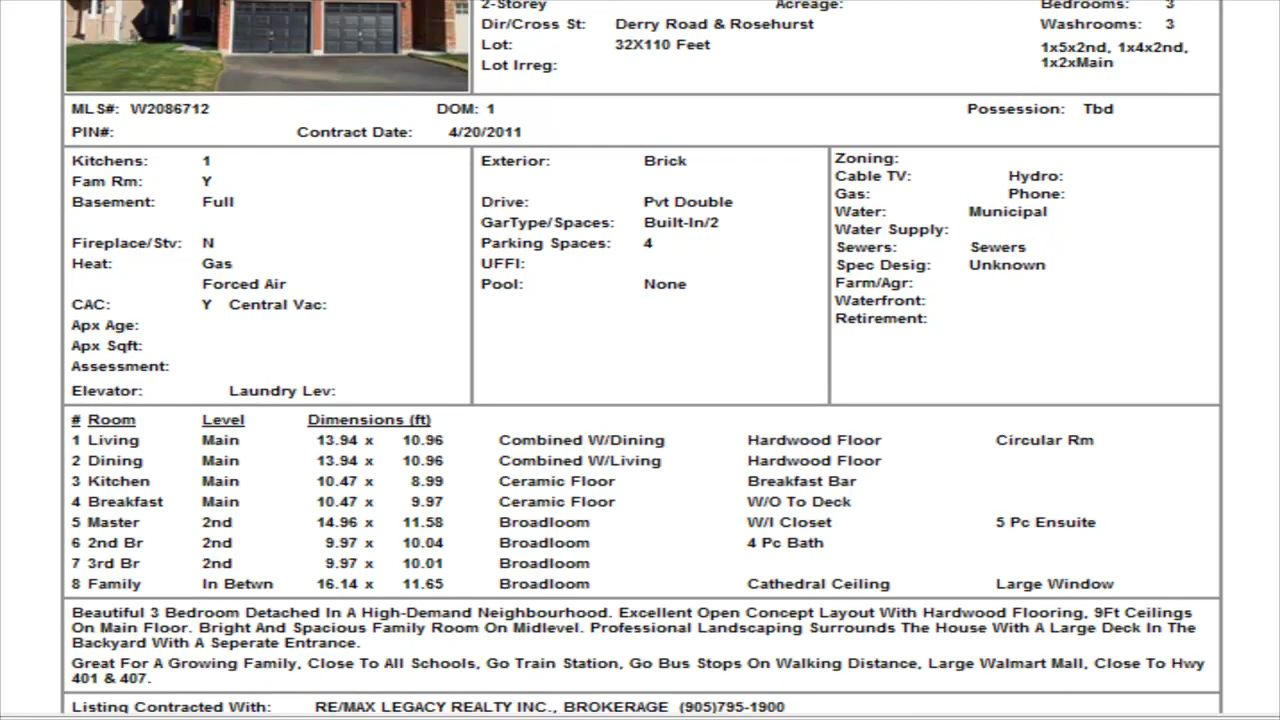 2-Storey Acreage: Bedrooms: 3
Dir/Cross St: Derry Road & Rosehurst Washrooms: 3
Lot: 32X110 Feet 1x5x2nd, 1x4x2nd,
Lot Irreg: 1x2xMain
MLS#: W2086712 DOM: 1 Possession: Tbd
PIN#: Contract Date: 4/20/2011
Kitchens: 1
Fam Rm: Y
Basement: Full
Fireplace/Stv: N
Heat: Gas
Forced Air
CAC: Y Central Vac:
Apx Age:
Apx Sqft:
Assessment:
Elevator: Laundry Lev:
Exterior: Brick
Drive: Pvt Double
GarType/Spaces: Built-In/2
Parking Spaces: 4
UFFI:
Pool: None
Zoning:
Cable TV: Hydro:
Gas: Phone:
Water: Municipal
Water Supply:
Sewers: Sewers
Spec Desig: Unknown
Farm/Agr:
Waterfront:
Retirement:
# Room Level Dimensions (ft)
1 Living Main 13.94 x 10.96 Combined W/Dining Hardwood Floor Circular Rm
2 Dining Main 13.94 x 10.96 Combined W/Living Hardwood Floor
3 Kitchen Main 10.47 x 8.99 Ceramic Floor Breakfast Bar
4 Breakfast Main 10.47 x 9.97 Ceramic Floor W/O To Deck
5 Master 2nd 14.96 x 11.58 Broadloom W/I Closet 5 Pc Ensuite
6 2nd Br 2nd 9.97 x 10.04 Broadloom 4 Pc Bath
7 3rd Br 2nd 9.97 x 10.01 Broadloom
8 Family In Betwn 16.14 x 11.65 Broadloom Cathedral Ceiling Large Window
Beautiful 3 Bedroom Detached In A High-Demand Neighbourhood. Excellent Open Concept Layout With Hardwood Flooring, 9Ft Ceilings
On Main Floor. Bright And Spacious Family Room On Midlevel. Professional Landscaping Surrounds The House With A Large Deck In The
Backyard With A Seperate Entrance.
Great For A Growing Family, Close To All Schools, Go Train Station, Go Bus Stops On Walking Distance, Large Walmart Mall, Close To Hwy
401 & 407.
Listing Contracted With: RE/MAX LEGACY REALTY INC., BROKERAGE (905)795-1900